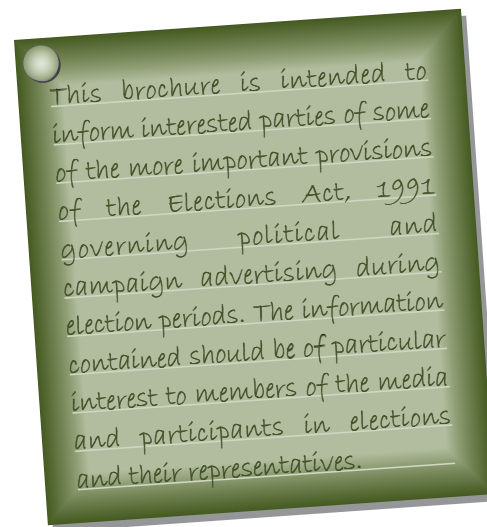 This brochure is intended to
inform interested parties of some
of the more important provisions
of the Elections Act, 1991
governing political and
campaign advertising during
election periods. The information
contained should be of particular
interest to members of the media
and participants in elections
and their representatives.